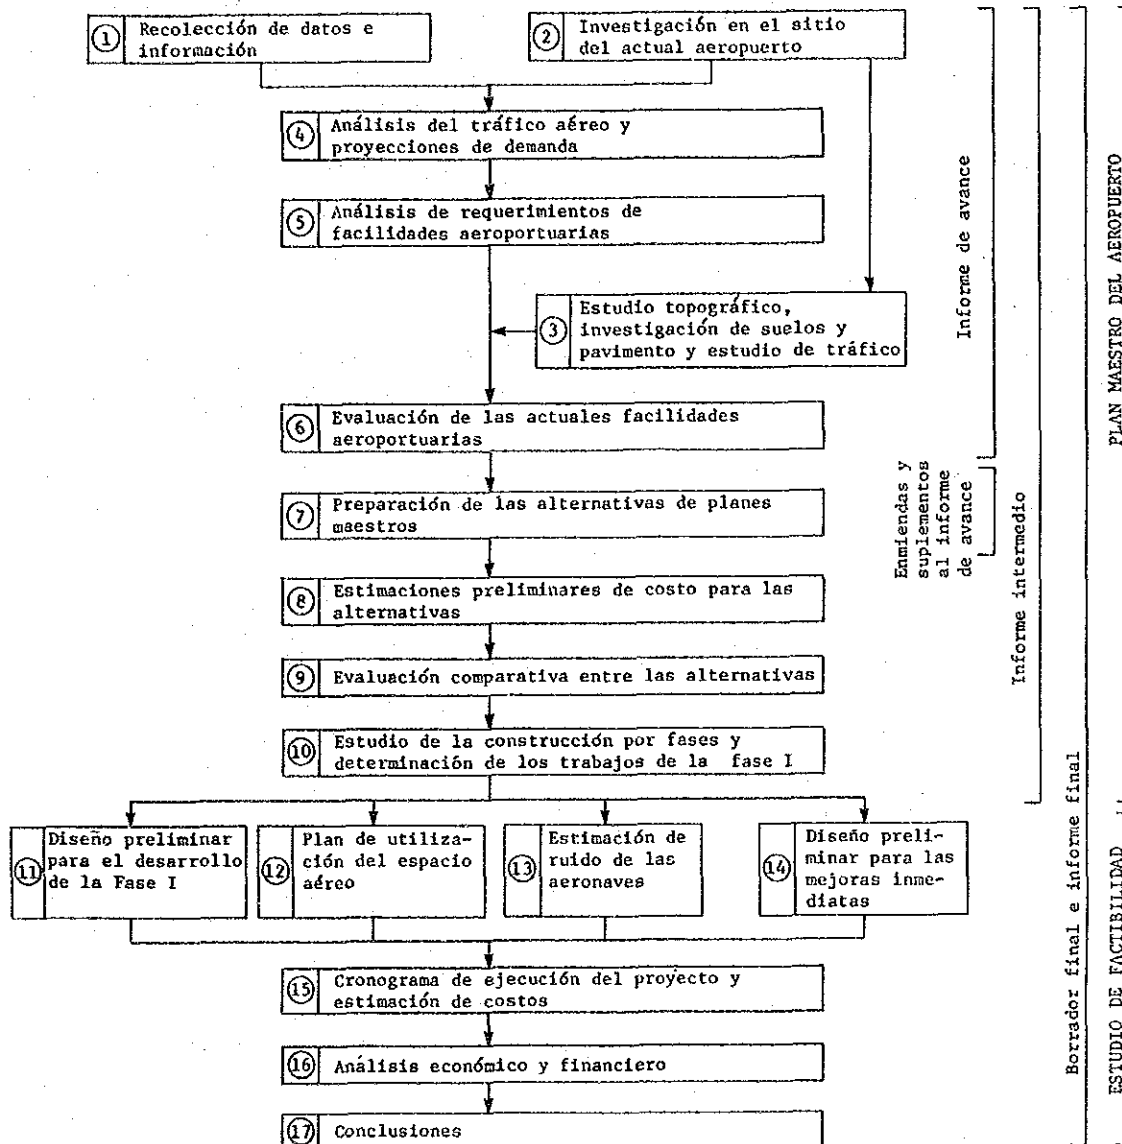 ① Recolección de datos e
información
② Investigación en el sitio
del actual aeropuerto
④ Análisis del tráfico aéreo y
proyecciones de demanda
⑤ Análisis de requerimientos de
facilidades aeroportuarias
③ Estudio topográfico,
investigación de suelos y
pavimento y estudio de tráfico
⑥ Evaluación de las actuales facilidades
aeroportuarias
⑦ Preparación de las alternativas de planes
maestros
⑧ Estimaciones preliminares de costo para las
alternativas
⑨ Evaluación comparativa entre las alternativas
⑩ Estudio de la construcción por fases y
determinación de los trabajos de la fase I
⑪ Diseño preliminar
para el desarrollo
de la Fase I
⑫ Plan de utiliza-
ción del espacio
aéreo
⑬ Estimación de
ruido de las
aeronaves
⑭ Diseño preli-
minar para las
mejoras inme-
diatas
⑮ Cronograma de ejecución del proyecto y
estimación de costos
⑯ Análisis económico y financiero
⑰ Conclusiones
Informe de avance
Enmiendas y
suplementos
al informe
de avance
Informe intermedio
Borrador final e informe final
PLAN MAESTRO DEL AEROPUERTO
ESTUDIO DE FACTIBILIDAD